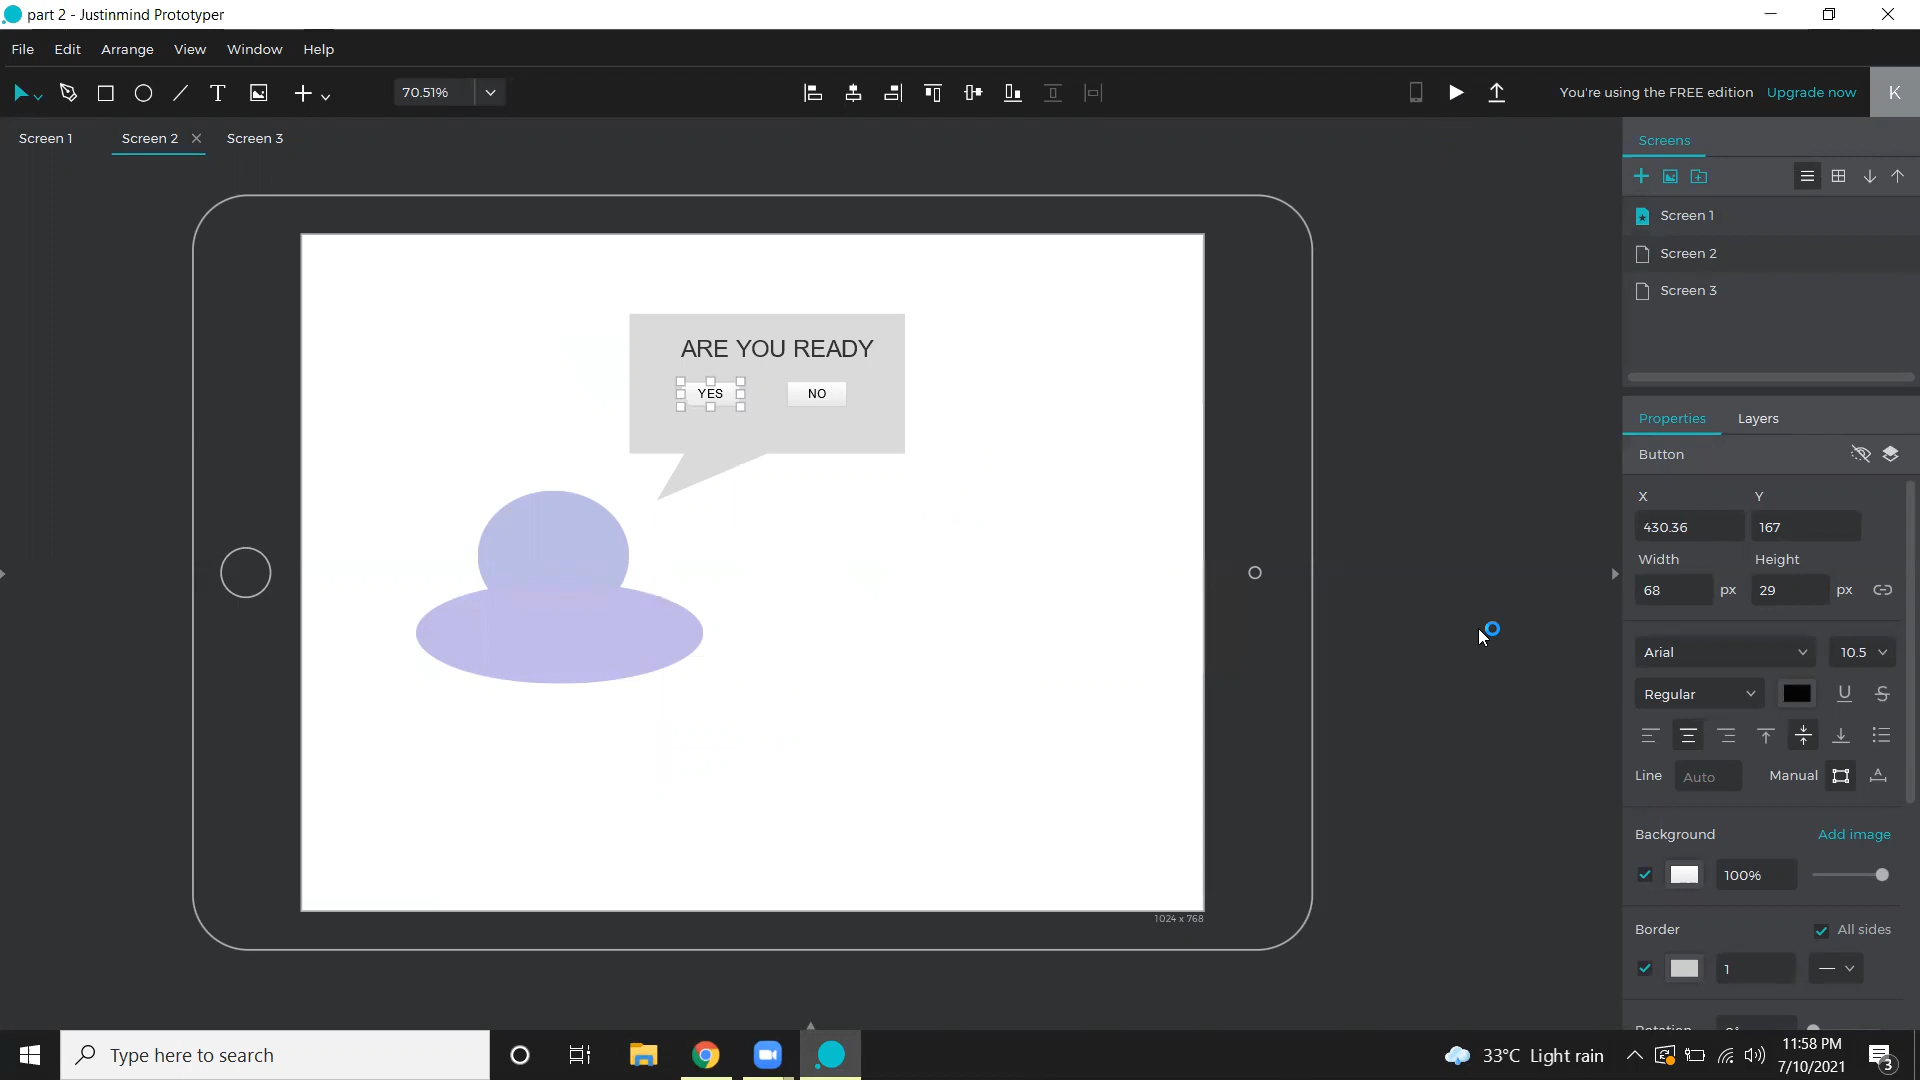 part 2 - Justinmind Prototyper
File Edit Arrange View Window Help
70.51%
You're using the FREE edition Upgrade now K
Screen 1 Screen 2 Screen 3
Screens
Screen 1
Screen 2
Screen 3
ARE YOU READY
YES NO
1024 x 768
Properties Layers
Button
X Y
430.36 167
Width Height
68 px 29 px
Arial 10.5
Regular
Line Auto Manual
Background Add image
100%
Border All sides
1
Type here to search
33°C Light rain
11:58 PM
7/10/2021
3